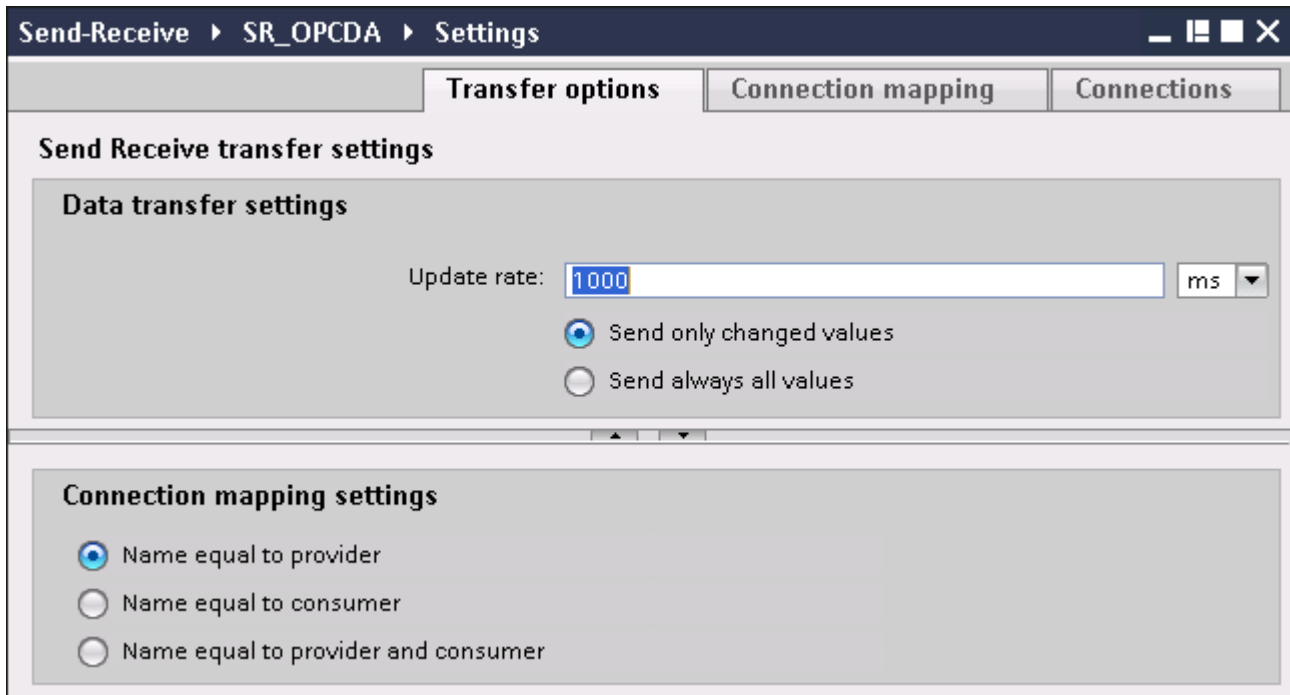 Send-Receive ▸ SR_OPCDA ▸ Settings
Transfer options Connection mapping Connections
Send Receive transfer settings
Data transfer settings
Update rate: 1000 ms
Send only changed values
Send always all values
Connection mapping settings
Name equal to provider
Name equal to consumer
Name equal to provider and consumer